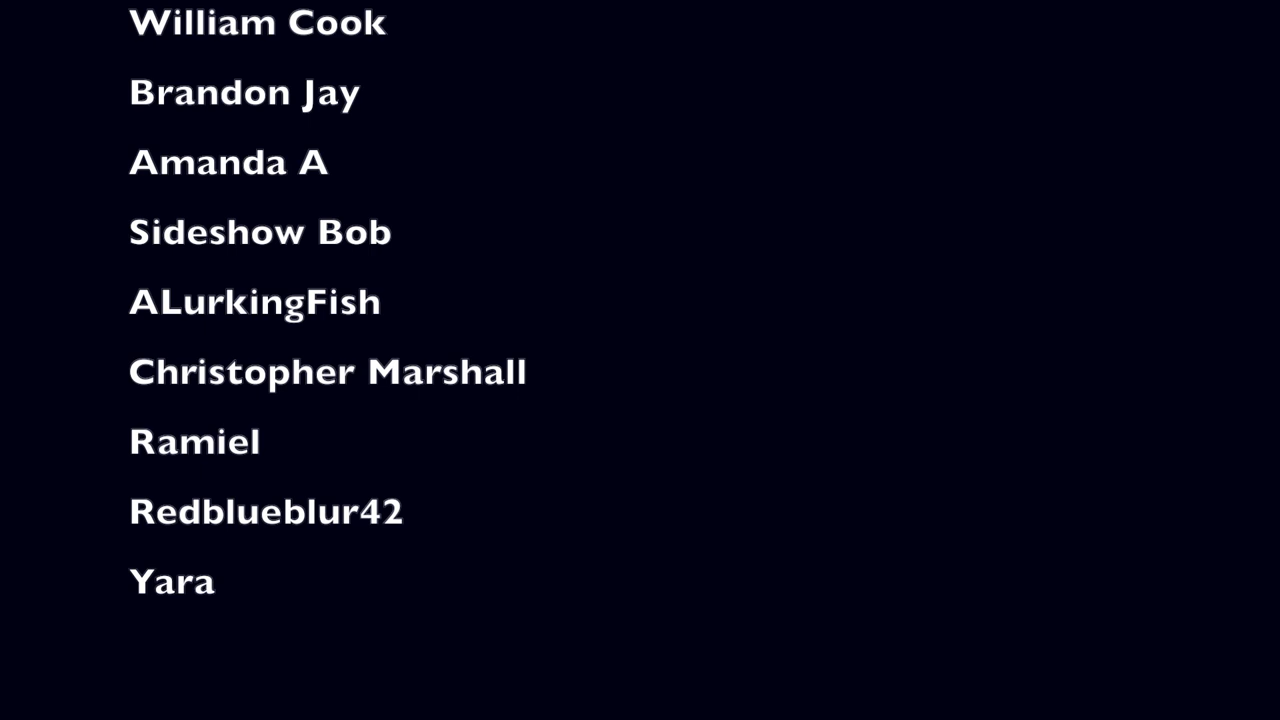 William Cook
Brandon Jay
Amanda A
Sideshow Bob
ALurkingFish
Christopher Marshall
Ramiel
Redblueblur42
Yara